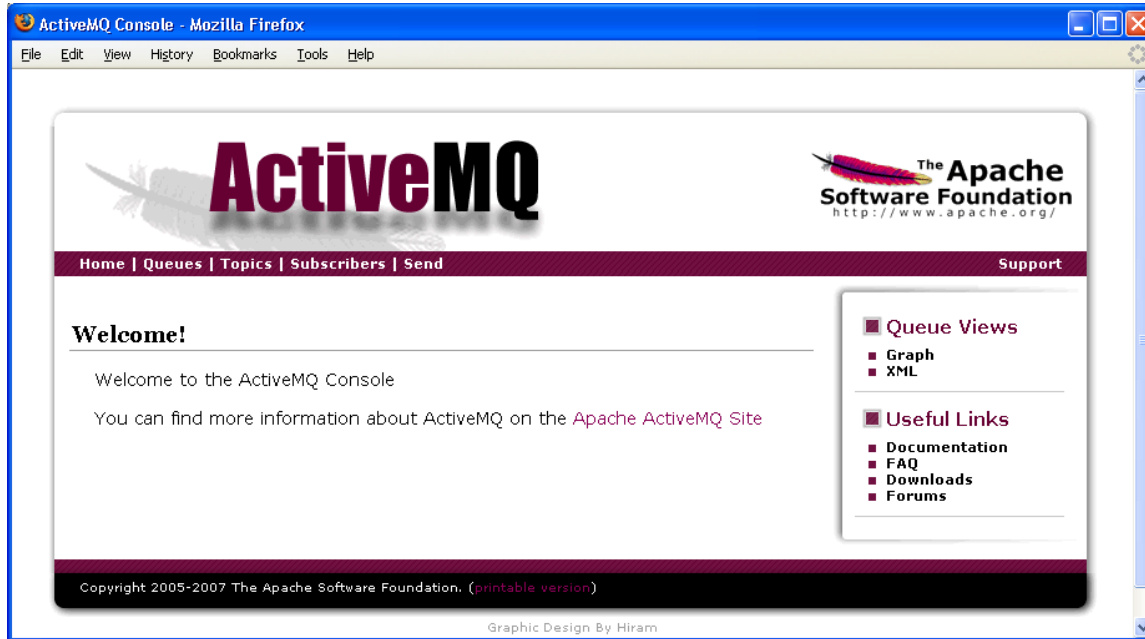 ActiveMQ Console - Mozilla Firefox
File Edit View History Bookmarks Tools Help
ActiveMQ
The Apache
Software Foundation
http://www.apache.org/
Home | Queues | Topics | Subscribers | Send
Support
Welcome!
Welcome to the ActiveMQ Console
You can find more information about ActiveMQ on the Apache ActiveMQ Site
Queue Views
Graph
XML
Useful Links
Documentation
FAQ
Downloads
Forums
Copyright 2005-2007 The Apache Software Foundation. (printable version)
Graphic Design By Hiram